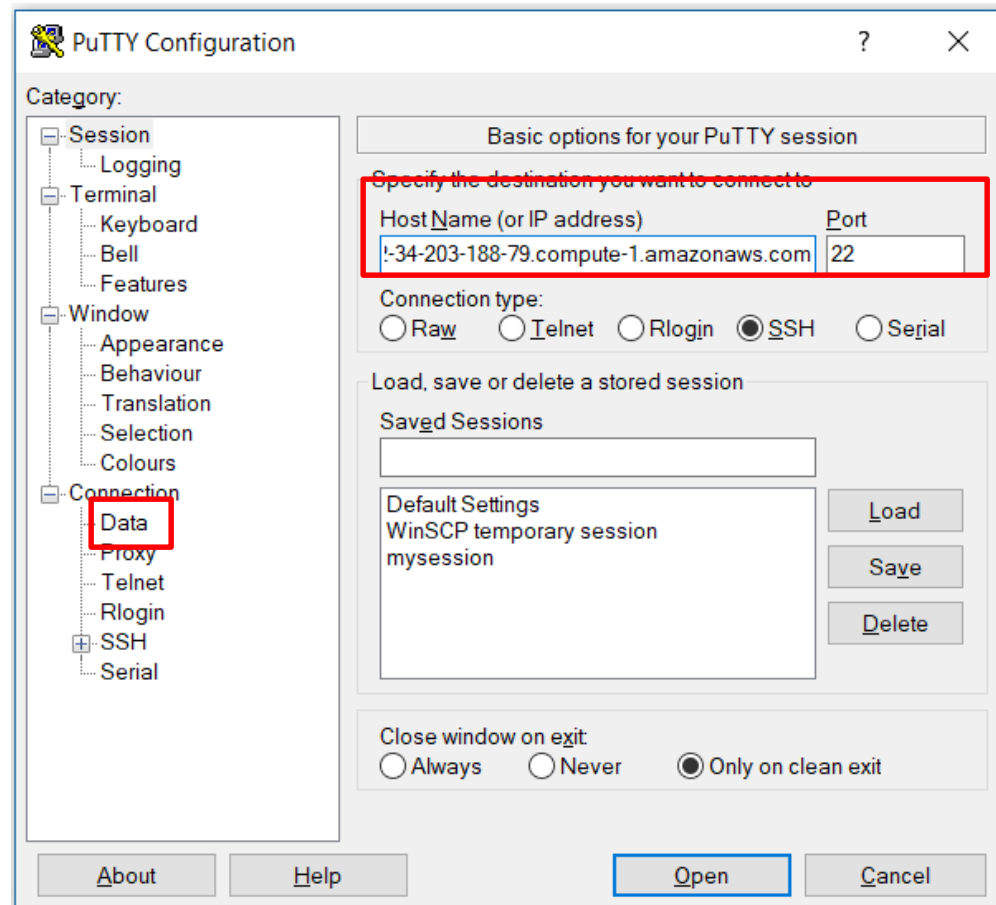 PuTTY Configuration
?
Category:
Session
Logging
Terminal
Keyboard
Bell
Features
Window
Appearance
Behaviour
Translation
Selection
Colours
Connection
Data
Proxy
Telnet
Rlogin
SSH
Serial
Basic options for your PuTTY session
Specify the destination you want to connect to
Host Name (or IP address) Port
-34-203-188-79.compute-1.amazonaws.com 22
Connection type:
Raw Telnet Rlogin SSH Serial
Load, save or delete a stored session
Saved Sessions
Default Settings
WinSCP temporary session
mysession
Load
Save
Delete
Close window on exit:
Always Never Only on clean exit
About Help Open Cancel